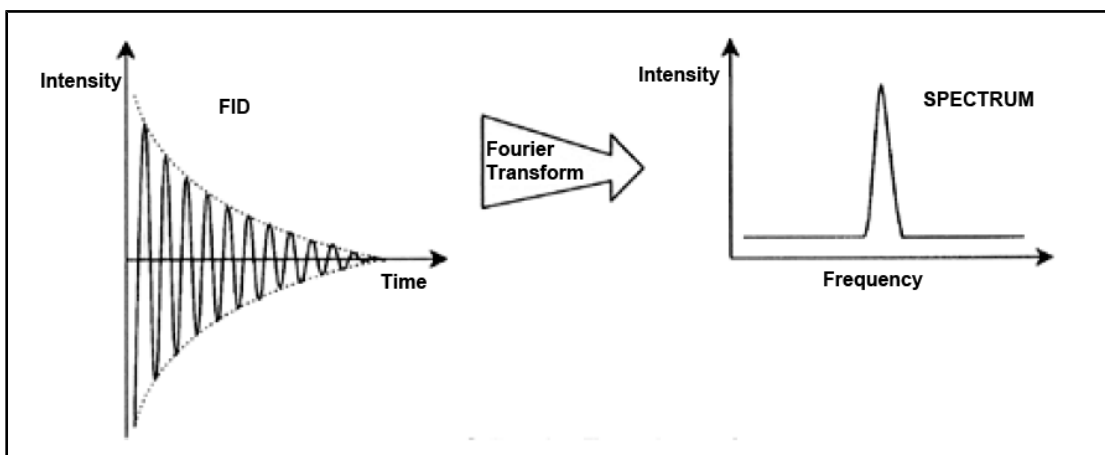 Intensity
FID
Time
Fourier
Transform
Intensity
SPECTRUM
Frequency